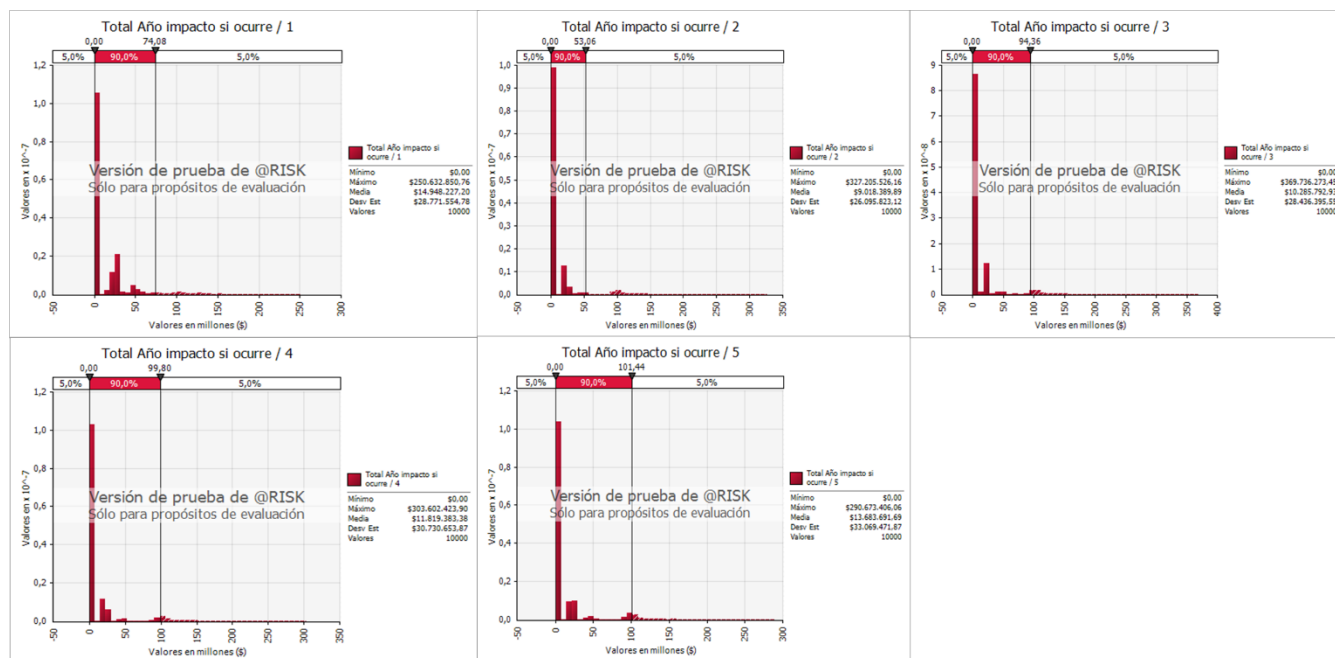 Total Año impacto si ocurre / 1
0,00 74,08
5,0% 90,0% 5,0%
1,2
1,0
0,8
0,6
0,4
0,2
0,0
Valores en x 10^-7
Versión de prueba de @RISK
Sólo para propósitos de evaluación
-50 0 50 100 150 200 250 300
Valores en millones ($)
Total Año impacto si
ocurre / 1
Mínimo $0,00
Máximo $250.632.850,76
Media $14.948.227,20
Desv Est $28.771.554,78
Valores 10000
Total Año impacto si ocurre / 2
0,00 53,06
5,0% 90,0% 5,0%
1,0
0,9
0,8
0,7
0,6
0,5
0,4
0,3
0,2
0,1
0,0
Valores en x 10^-7
Versión de prueba de @RISK
Sólo para propósitos de evaluación
-50 0 50 100 150 200 250 300 350
Valores en millones ($)
Total Año impacto si
ocurre / 2
Mínimo $0,00
Máximo $327.205.526,16
Media $9.018.389,89
Desv Est $26.095.823,12
Valores 10000
Total Año impacto si ocurre / 3
0,00 94,36
5,0% 90,0% 5,0%
9
8
7
6
5
4
3
2
1
0
Valores en x 10^-8
Versión de prueba de @RISK
Sólo para propósitos de evaluación
-50 0 50 100 150 200 250 300 350 400
Valores en millones ($)
Total Año impacto si
ocurre / 3
Mínimo $0,00
Máximo $369.736.273,45
Media $10.285.792,93
Desv Est $28.436.395,55
Valores 10000
Total Año impacto si ocurre / 4
0,00 99,80
5,0% 90,0% 5,0%
1,2
1,0
0,8
0,6
0,4
0,2
0,0
Valores en x 10^-7
Versión de prueba de @RISK
Sólo para propósitos de evaluación
-50 0 50 100 150 200 250 300 350
Valores en millones ($)
Total Año impacto si
ocurre / 4
Mínimo $0,00
Máximo $303.602.423,90
Media $11.819.383,38
Desv Est $30.730.653,87
Valores 10000
Total Año impacto si ocurre / 5
0,00 101,44
5,0% 90,0% 5,0%
1,2
1,0
0,8
0,6
0,4
0,2
0,0
Valores en x 10^-7
Versión de prueba de @RISK
Sólo para propósitos de evaluación
-50 0 50 100 150 200 250 300
Valores en millones ($)
Total Año impacto si
ocurre / 5
Mínimo $0,00
Máximo $290.673.406,06
Media $13.683.691,69
Desv Est $33.069.471,87
Valores 10000